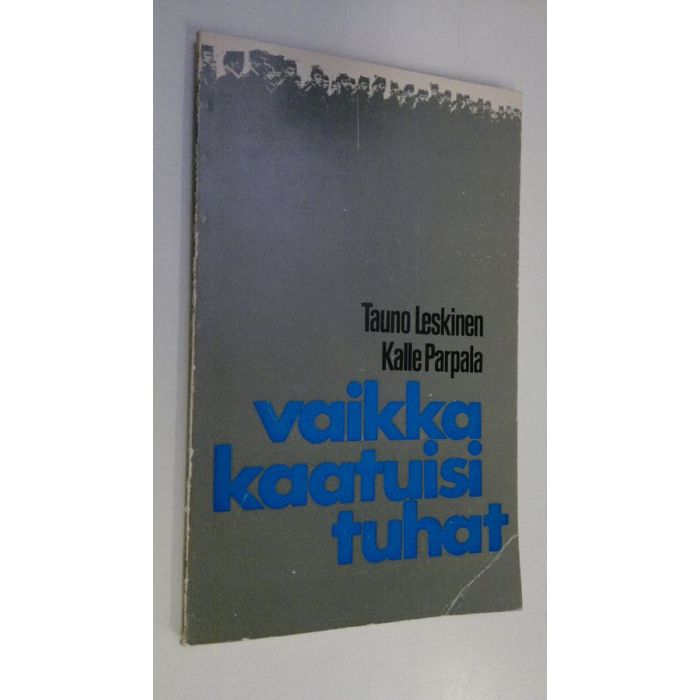 Tauno Leskinen
Kalle Parpala
vaikka
kaatuisi
tuhat